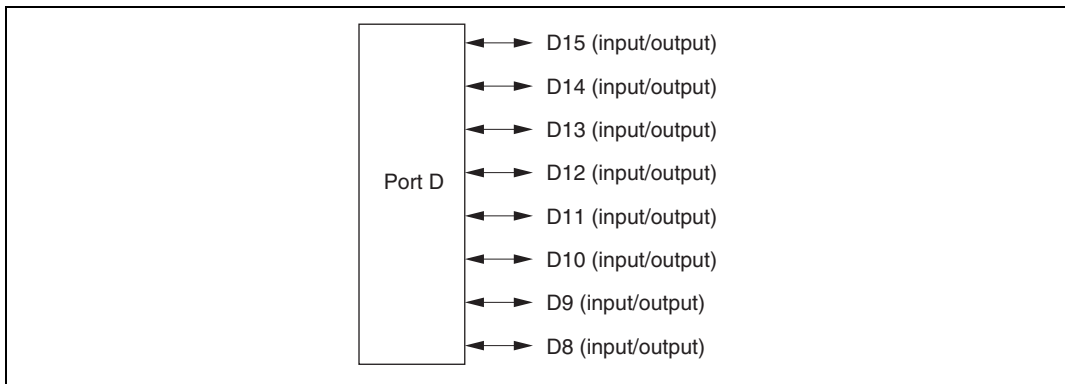 Port D
D15 (input/output)
D14 (input/output)
D13 (input/output)
D12 (input/output)
D11 (input/output)
D10 (input/output)
D9 (input/output)
D8 (input/output)